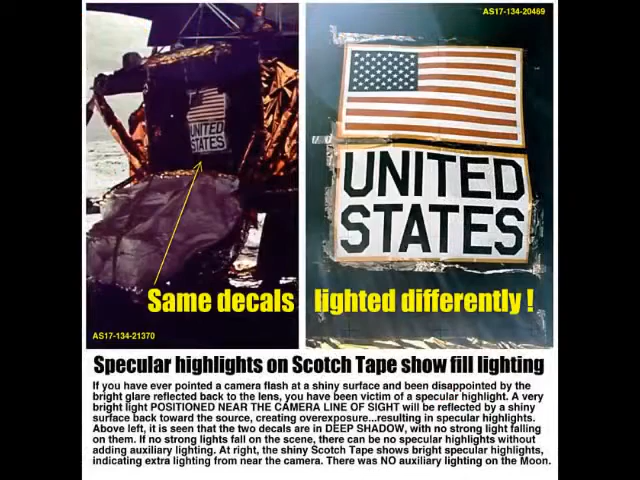 AS17-134-20469
UNITED
STATES
UNITED
STATES
Same decals lighted differently !
AS17-134-21370
Specular highlights on Scotch Tape show fill lighting
If you have ever pointed a camera flash at a shiny surface and been disappointed by the
bright glare reflected back to the lens, you have been victim of a specular highlight. A very
bright light POSITIONED NEAR THE CAMERA LINE OF SIGHT will be reflected by a shiny
surface back toward the source, creating overexposure...resulting in specular highlights.
Above left, it is seen that the two decals are in DEEP SHADOW, with no strong light falling
on them. If no strong lights fall on the scene, there can be no specular highlights without
adding auxiliary lighting. At right, the shiny Scotch Tape shows bright specular highlights,
indicating extra lighting from near the camera. There was NO auxiliary lighting on the Moon.